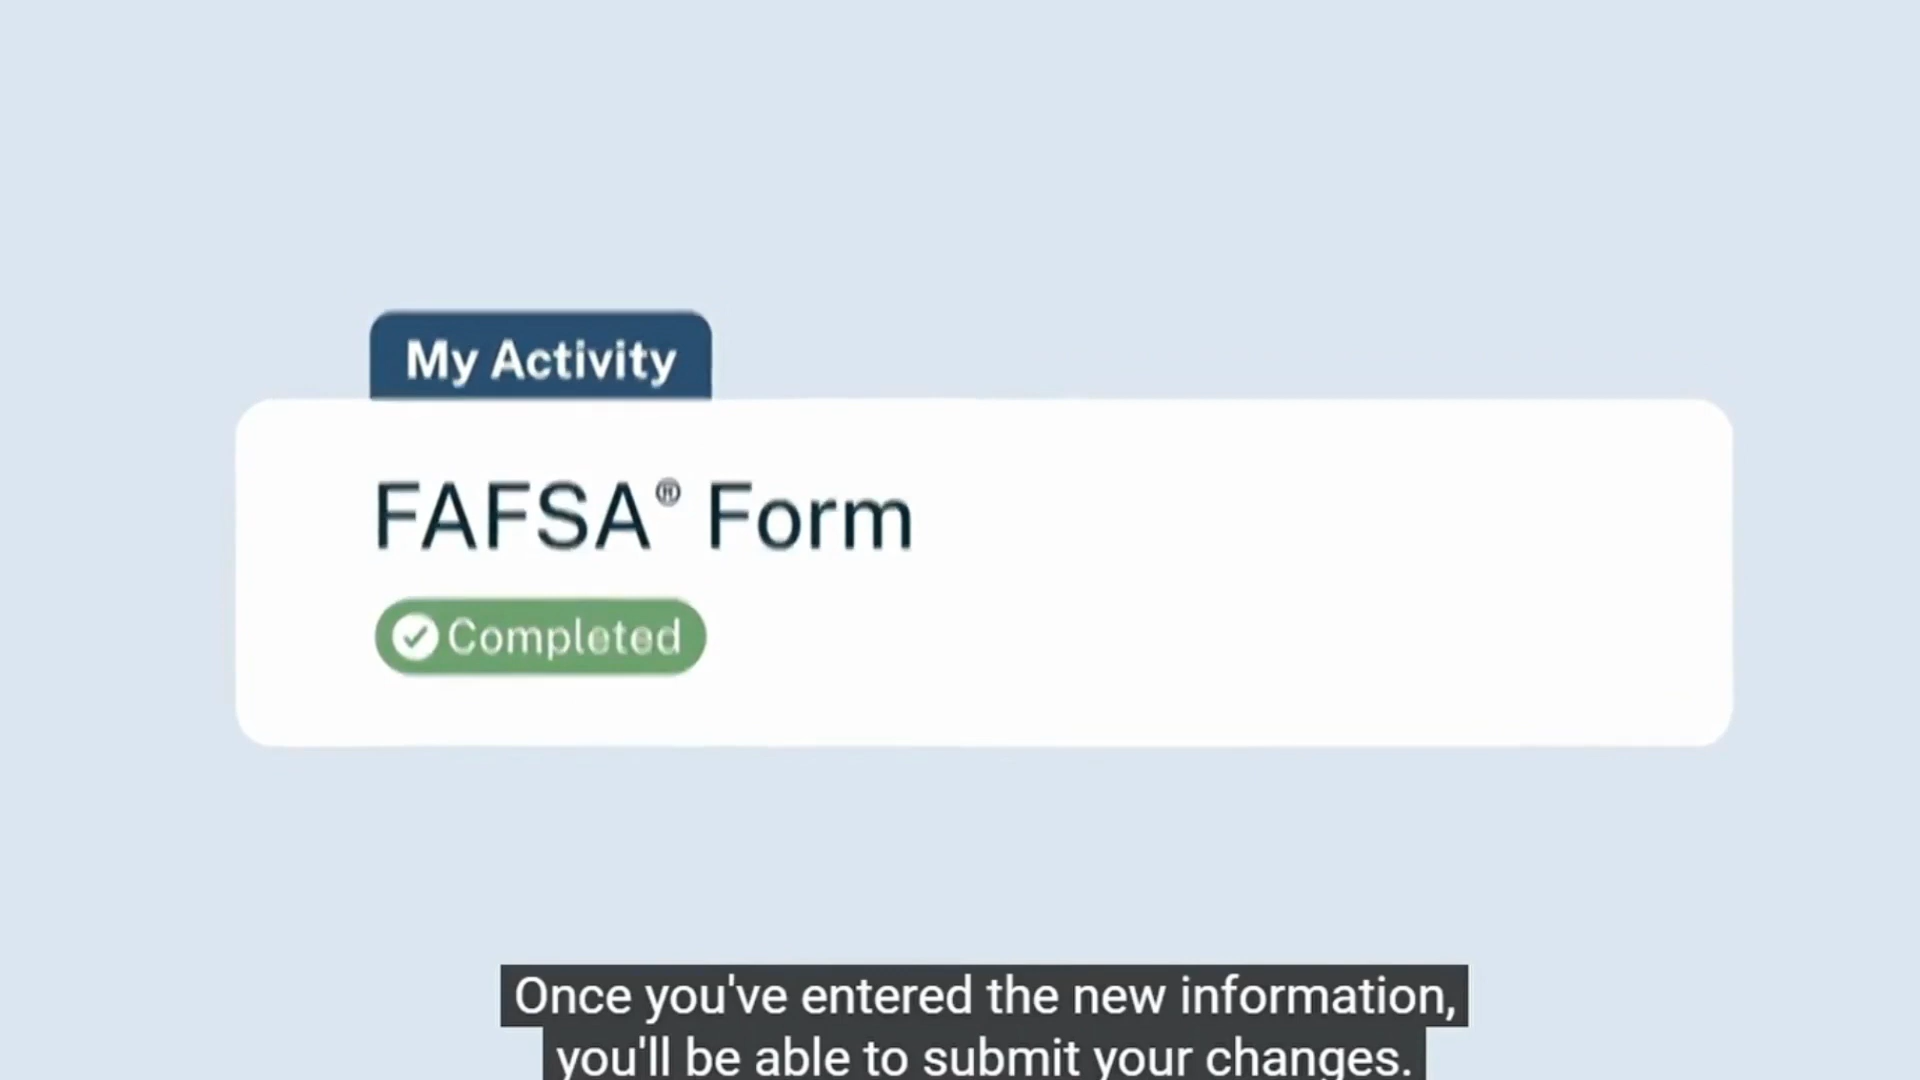 My Activity
FAFSA® Form
Completed
Once you've entered the new information,
you'll be able to submit your changes.